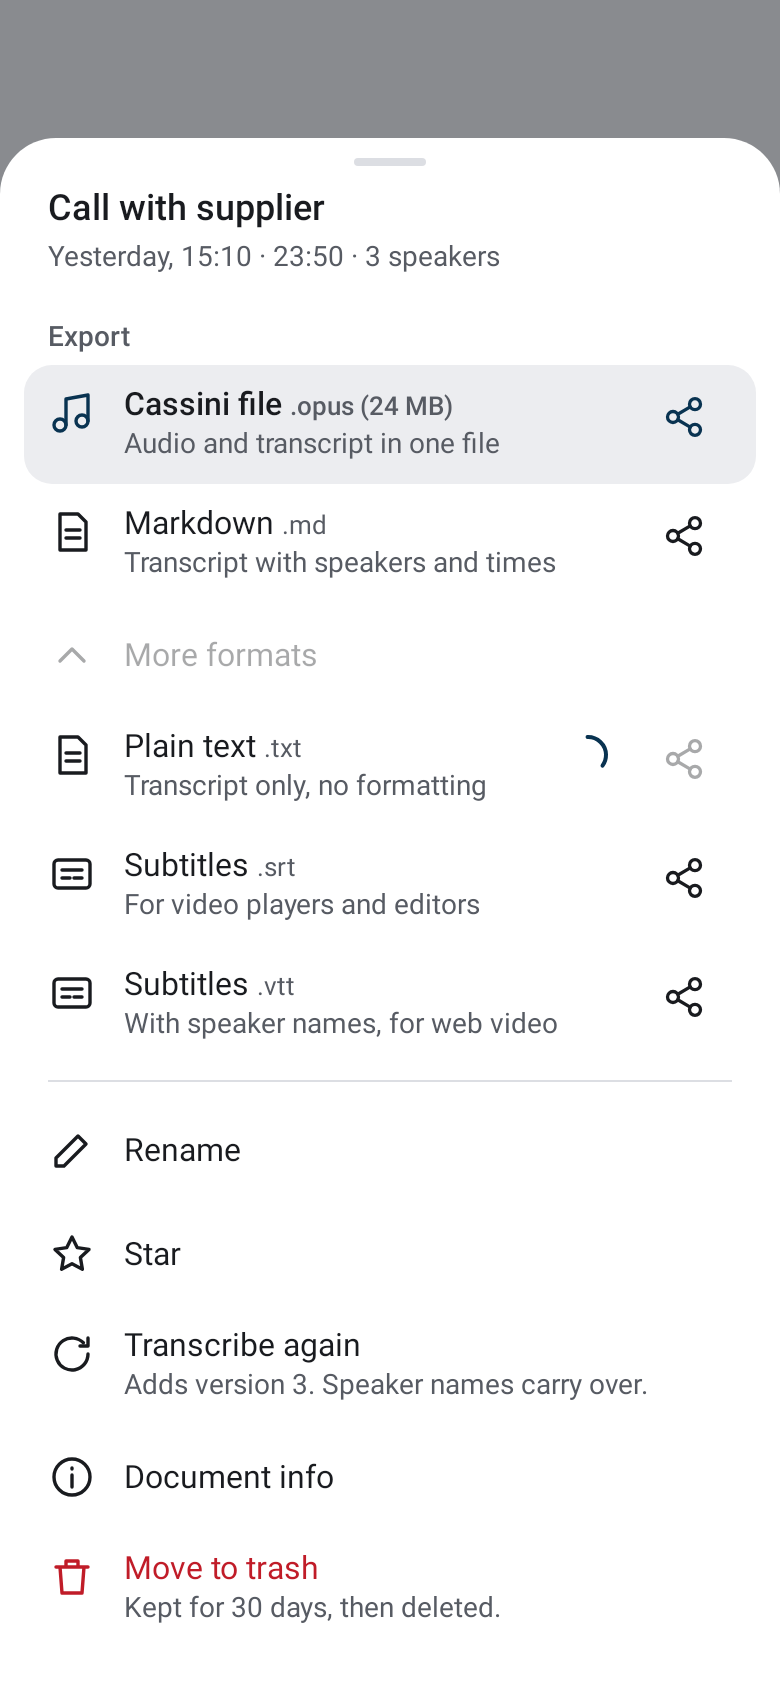 Call with supplier
Yesterday, 15:10 · 23:50 · 3 speakers
Export
Cassini file .opus (24 MB)
Audio and transcript in one file
Markdown .md
Transcript with speakers and times
More formats
Plain text .txt
Transcript only, no formatting
Subtitles .srt
For video players and editors
Subtitles .vtt
With speaker names, for web video
Rename
Star
Transcribe again
Adds version 3. Speaker names carry over.
Document info
Move to trash
Kept for 30 days, then deleted.